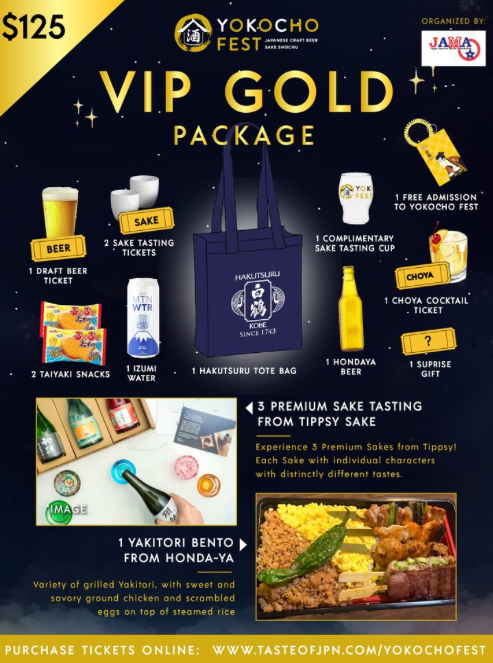 $125
酒
YOKOCHO
FEST
JAPANESE CRAFT BEER
SAKE SHOCHU
ORGANIZED BY:
JAMA
VIP GOLD
PACKAGE
BEER
1 DRAFT BEER
TICKET
SAKE
2 SAKE TASTING
TICKETS
YOK
FES
1 COMPLIMENTARY
SAKE TASTING CUP
1 FREE ADMISSION
TO YOKOCHO FEST
CHOYA
1 CHOYA COCKTAIL
TICKET
2 TAIYAKI SNACKS
MTN
WTR
1 IZUMI
WATER
HAKUTSURU
白鶴
KOBE
SINCE 1743
1 HAKUTSURU TOTE BAG
1 HONDAYA
BEER
?
1 SUPRISE
GIFT
IMAGE
3 PREMIUM SAKE TASTING
FROM TIPPSY SAKE
Experience 3 Premium Sakes from Tippsy!
Each Sake with individual characters
with distinctly different tastes.
1 YAKITORI BENTO
FROM HONDA-YA
Variety of grilled Yakitori, with sweet and
savory ground chicken and scrambled
eggs on top of steamed rice
PURCHASE TICKETS ONLINE: WWW.TASTEOFJPN.COM/YOKOCHOFEST